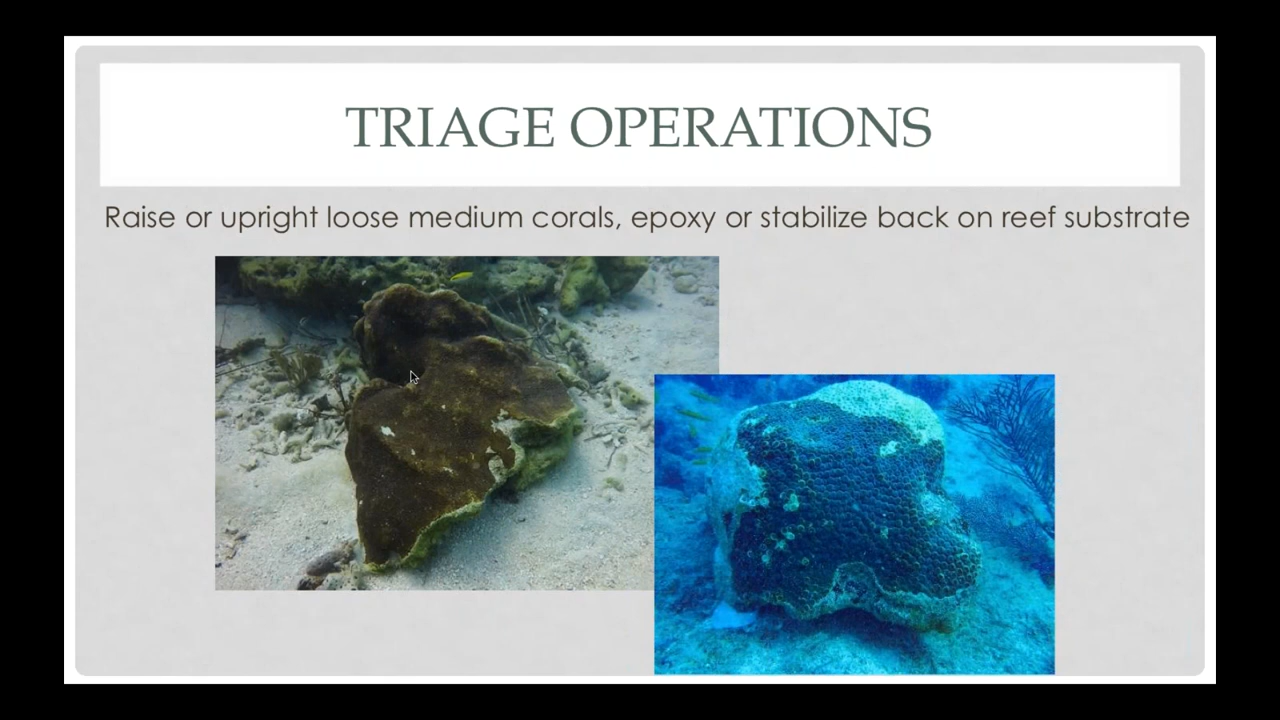 TRIAGE OPERATIONS
Raise or upright loose medium corals, epoxy or stabilize back on reef substrate